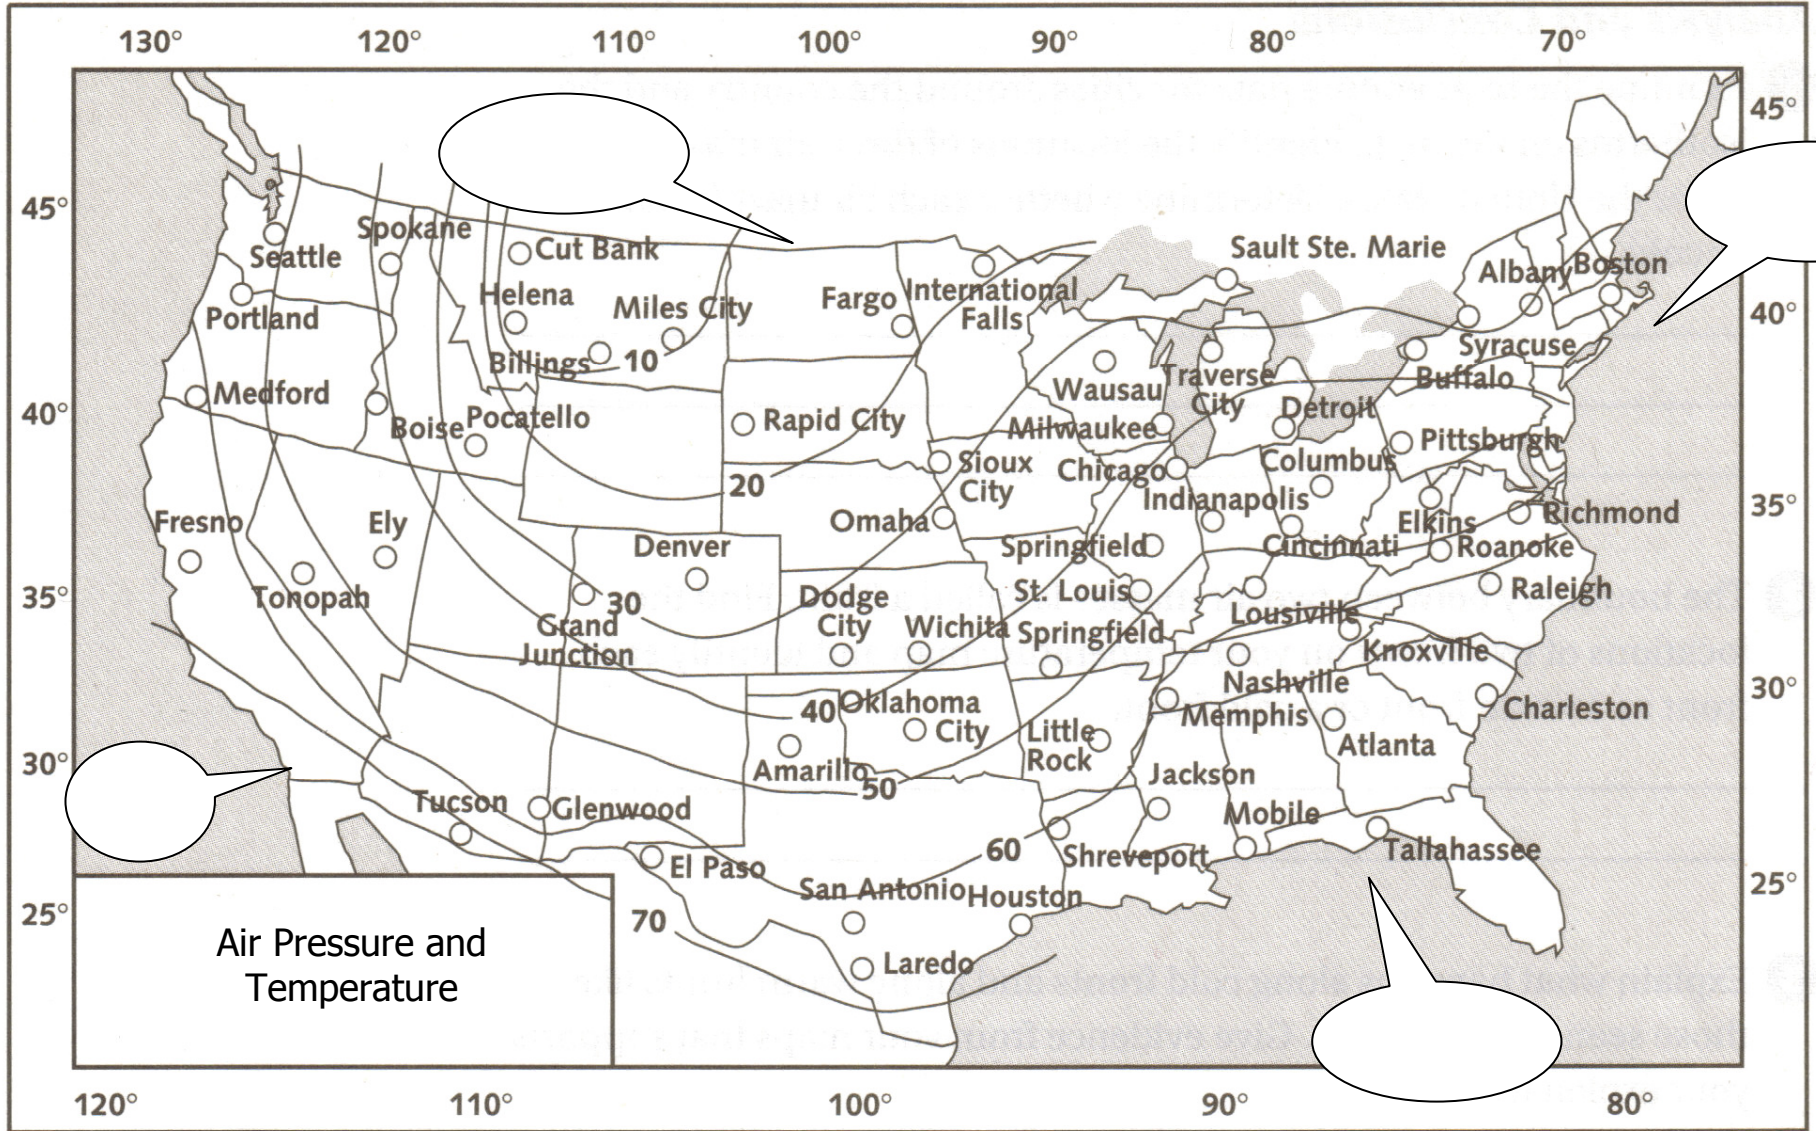 130° 120° 110° 100° 90° 80° 70°
45°
45°
Seattle
Spokane
Cut Bank
Sault Ste. Marie
Albany
Boston
Helena
Miles City
Fargo
International
Falls
40°
Portland
Billings
10
Syracuse
Wausau
Traverse
City
Buffalo
Medford
40°
Boise
Pocatello
Rapid City
Milwaukee
Detroit
Pittsburgh
Sioux
City
Chicago
Columbus
20
Indianapolis
35°
Fresno
Ely
Omaha
Elkins
Richmond
Denver
Springfield
Cincinnati
Roanoke
35°
Tonopah
30
Dodge
City
St. Louis
Raleigh
Grand
Junction
Wichita
Springfield
Lousiville
Knoxville
30°
40
Oklahoma
City
Nashville
Memphis
Charleston
30°
Amarillo
Little
Rock
Atlanta
50
Jackson
Tucson
Glenwood
Mobile
60
Shreveport
Tallahassee
El Paso
San Antonio
Houston
25°
25°
70
Laredo
Air Pressure and
Temperature
120° 110° 100° 90° 80°